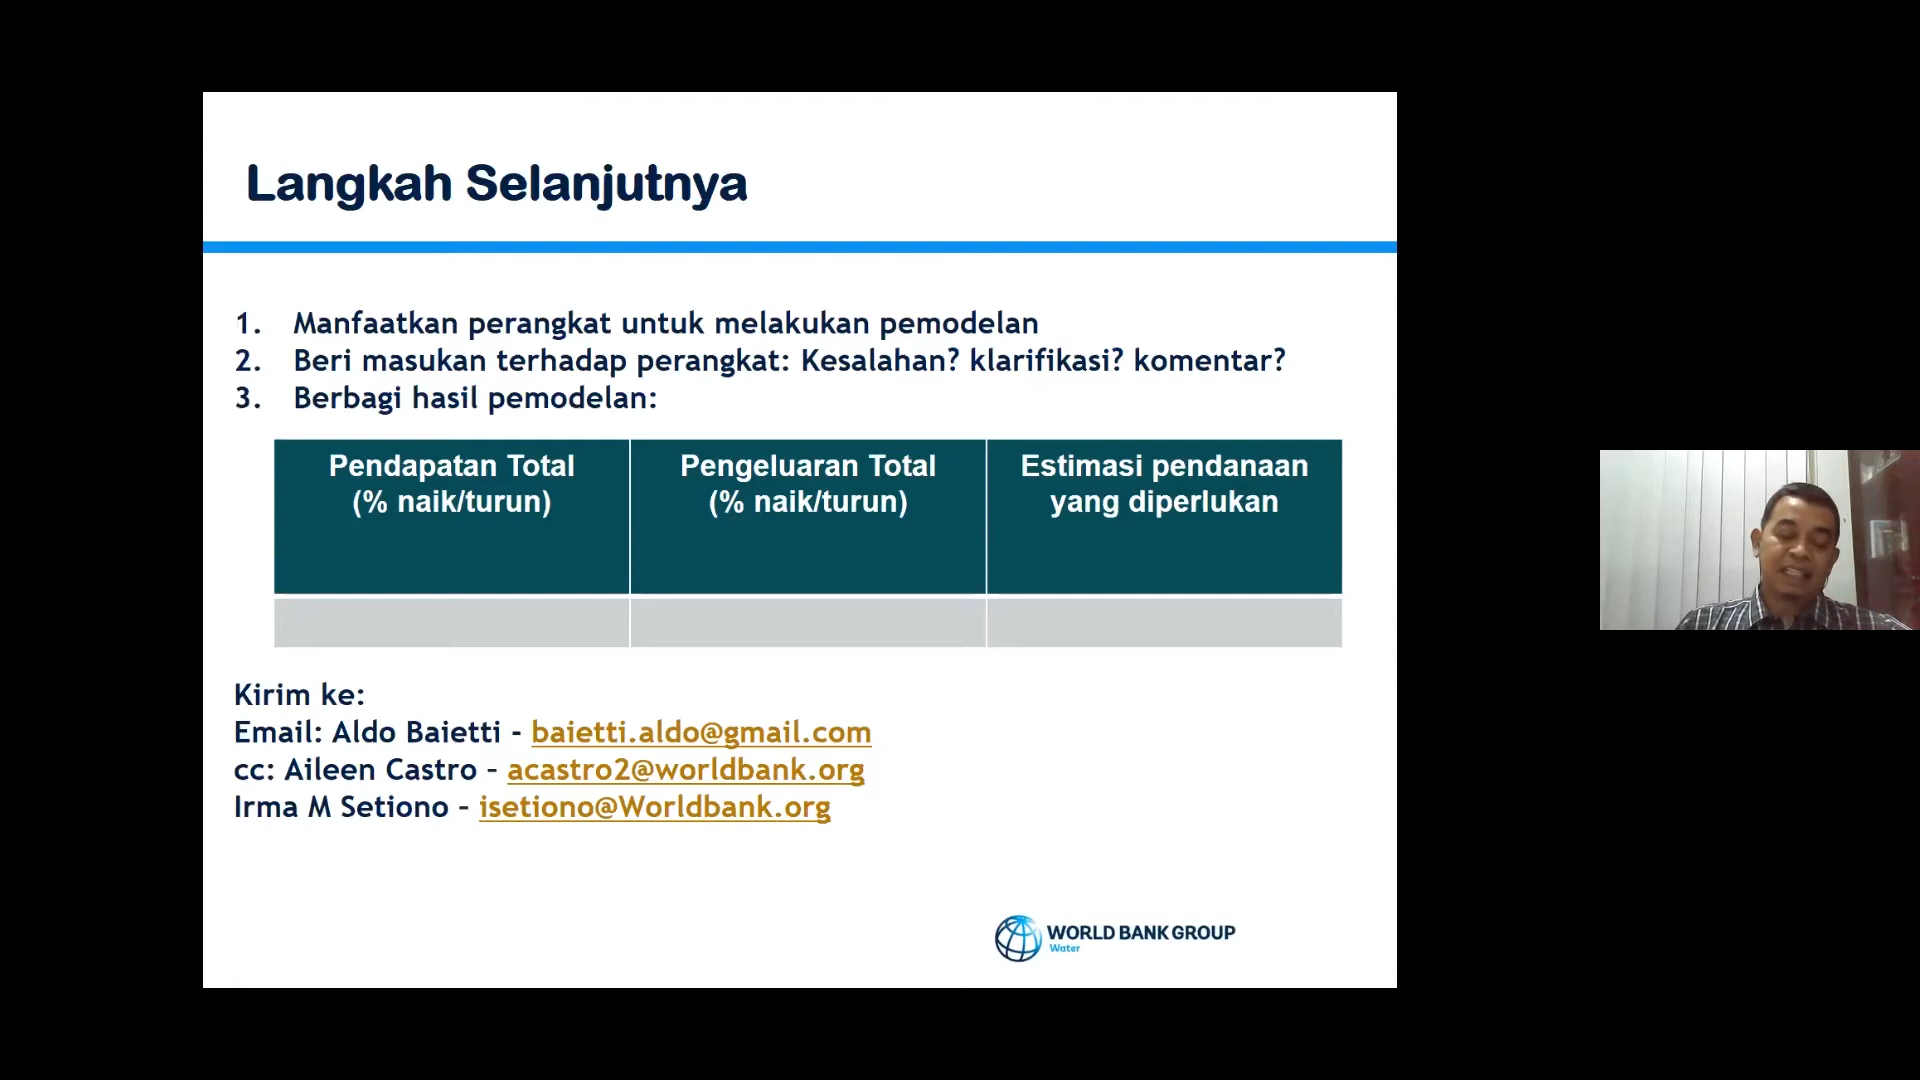 Langkah Selanjutnya
1. Manfaatkan perangkat untuk melakukan pemodelan
2. Beri masukan terhadap perangkat: Kesalahan? klarifikasi? komentar?
3. Berbagi hasil pemodelan:
Pendapatan Total
(% naik/turun)
Pengeluaran Total
(% naik/turun)
Estimasi pendanaan
yang diperlukan
Kirim ke:
Email: Aldo Baietti - baietti.aldo@gmail.com
cc: Aileen Castro – acastro2@worldbank.org
Irma M Setiono – isetiono@Worldbank.org
WORLD BANK GROUP
Water